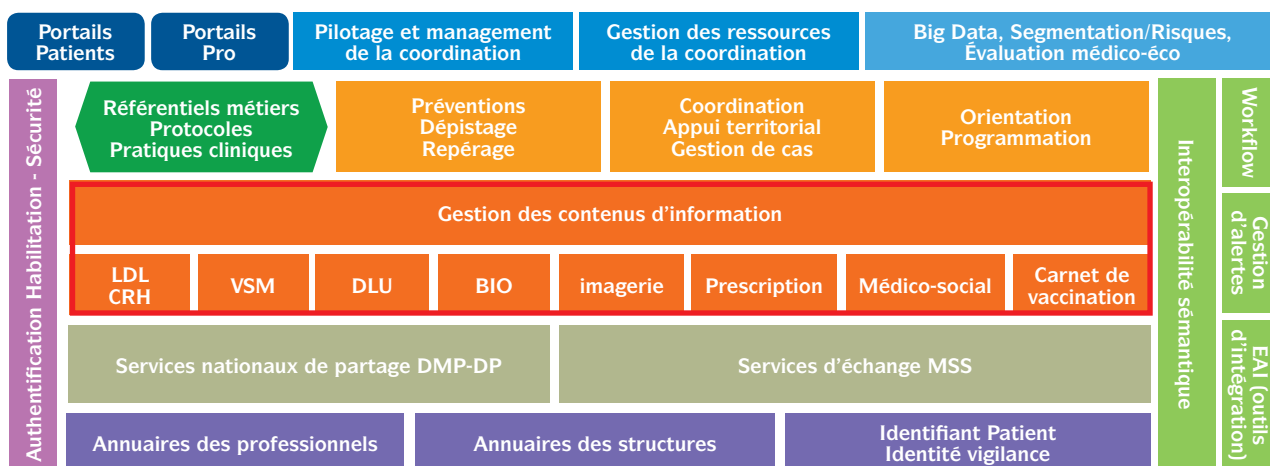 Portails
Patients
Portails
Pro
Pilotage et management
de la coordination
Gestion des ressources
de la coordination
Big Data, Segmentation/Risques,
Évaluation médico-éco
Authentification Habilitation - Sécurité
Référentiels métiers
Protocoles
Pratiques cliniques
Préventions
Dépistage
Repérage
Coordination
Appui territorial
Gestion de cas
Orientation
Programmation
Interopérabilité sémantique
Workflow
Gestion
d'alertes
EAI (outils
d'intégration)
Gestion des contenus d'information
LDL
CRH
VSM
DLU
BIO
imagerie
Prescription
Médico-social
Carnet de
vaccination
Services nationaux de partage DMP-DP
Services d'échange MSS
Annuaires des professionnels
Annuaires des structures
Identifiant Patient
Identité vigilance